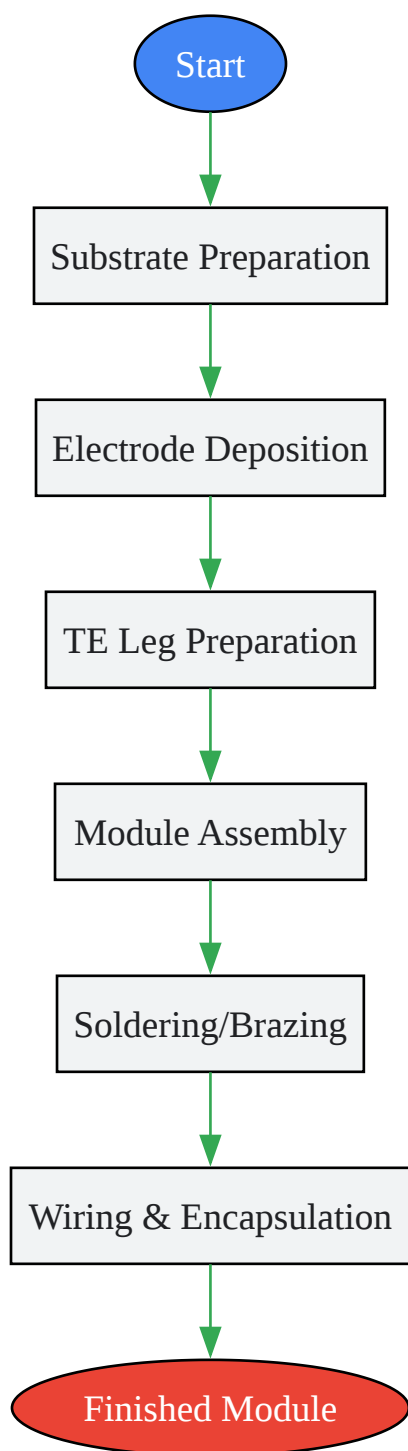 Start
Substrate Preparation
Electrode Deposition
TE Leg Preparation
Module Assembly
Soldering/Brazing
Wiring & Encapsulation
Finished Module